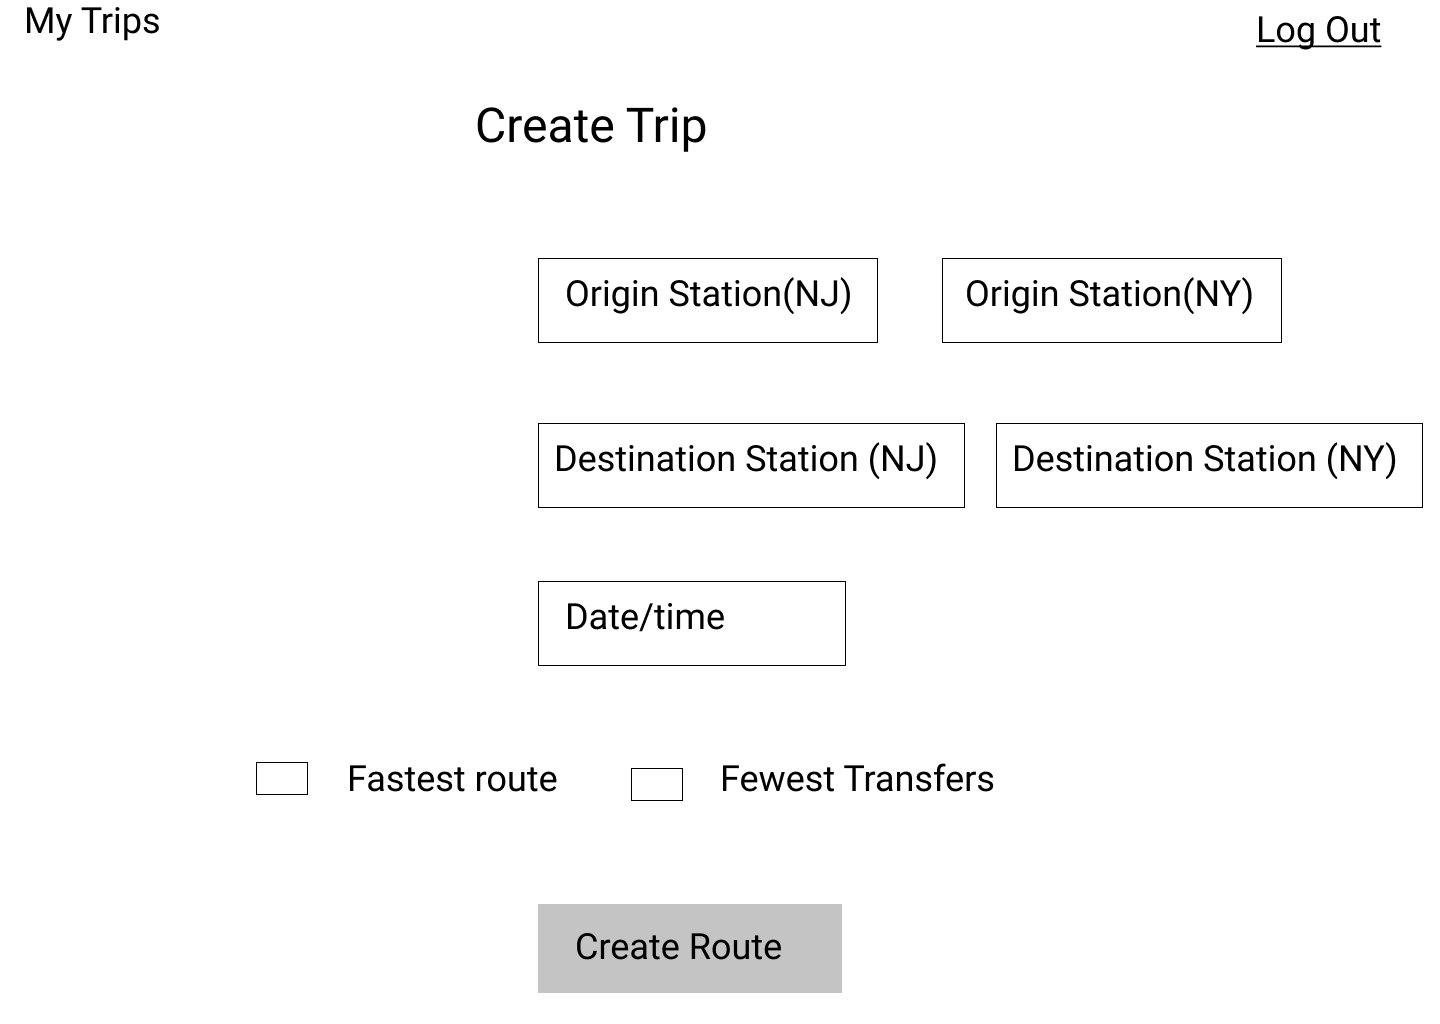 My Trips
Log Out
Create Trip
Origin Station(NJ)
Origin Station(NY)
Destination Station (NJ)
Destination Station (NY)
Date/time
Fastest route
Fewest Transfers
Create Route